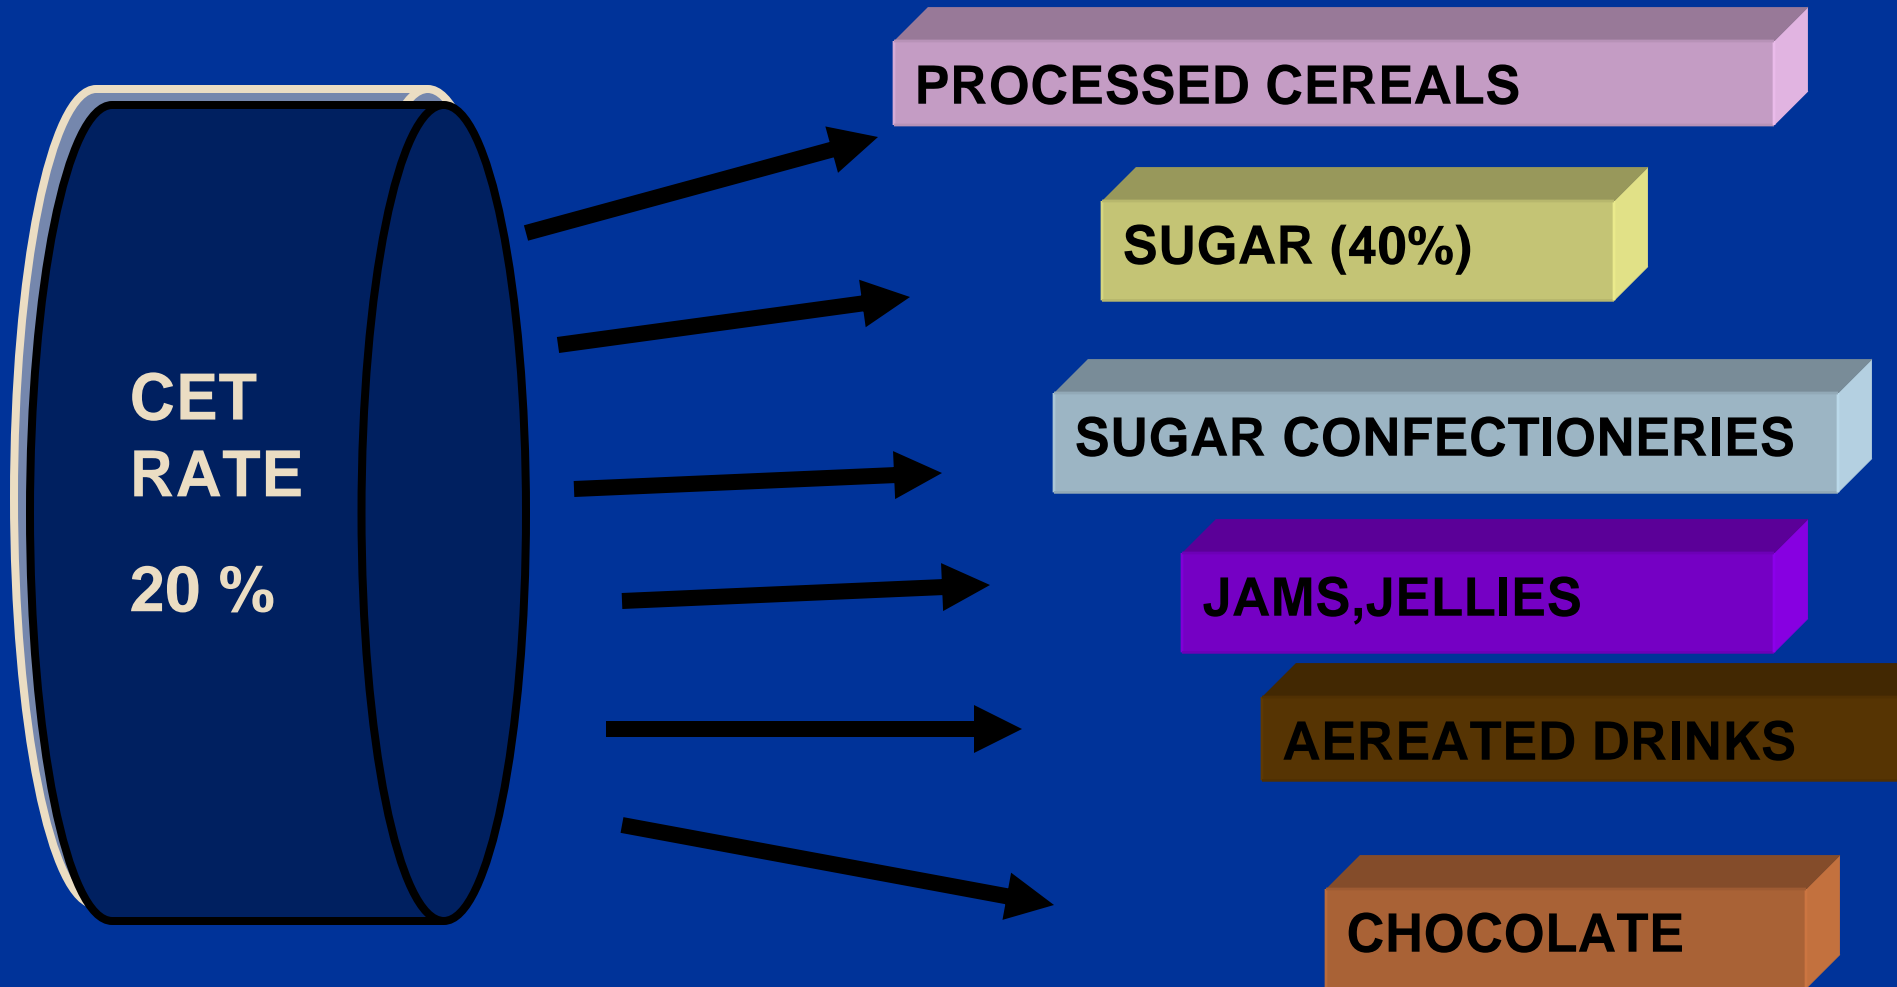 CET
RATE
20 %
PROCESSED CEREALS
SUGAR (40%)
SUGAR CONFECTIONERIES
JAMS,JELLIES
AEREATED DRINKS
CHOCOLATE